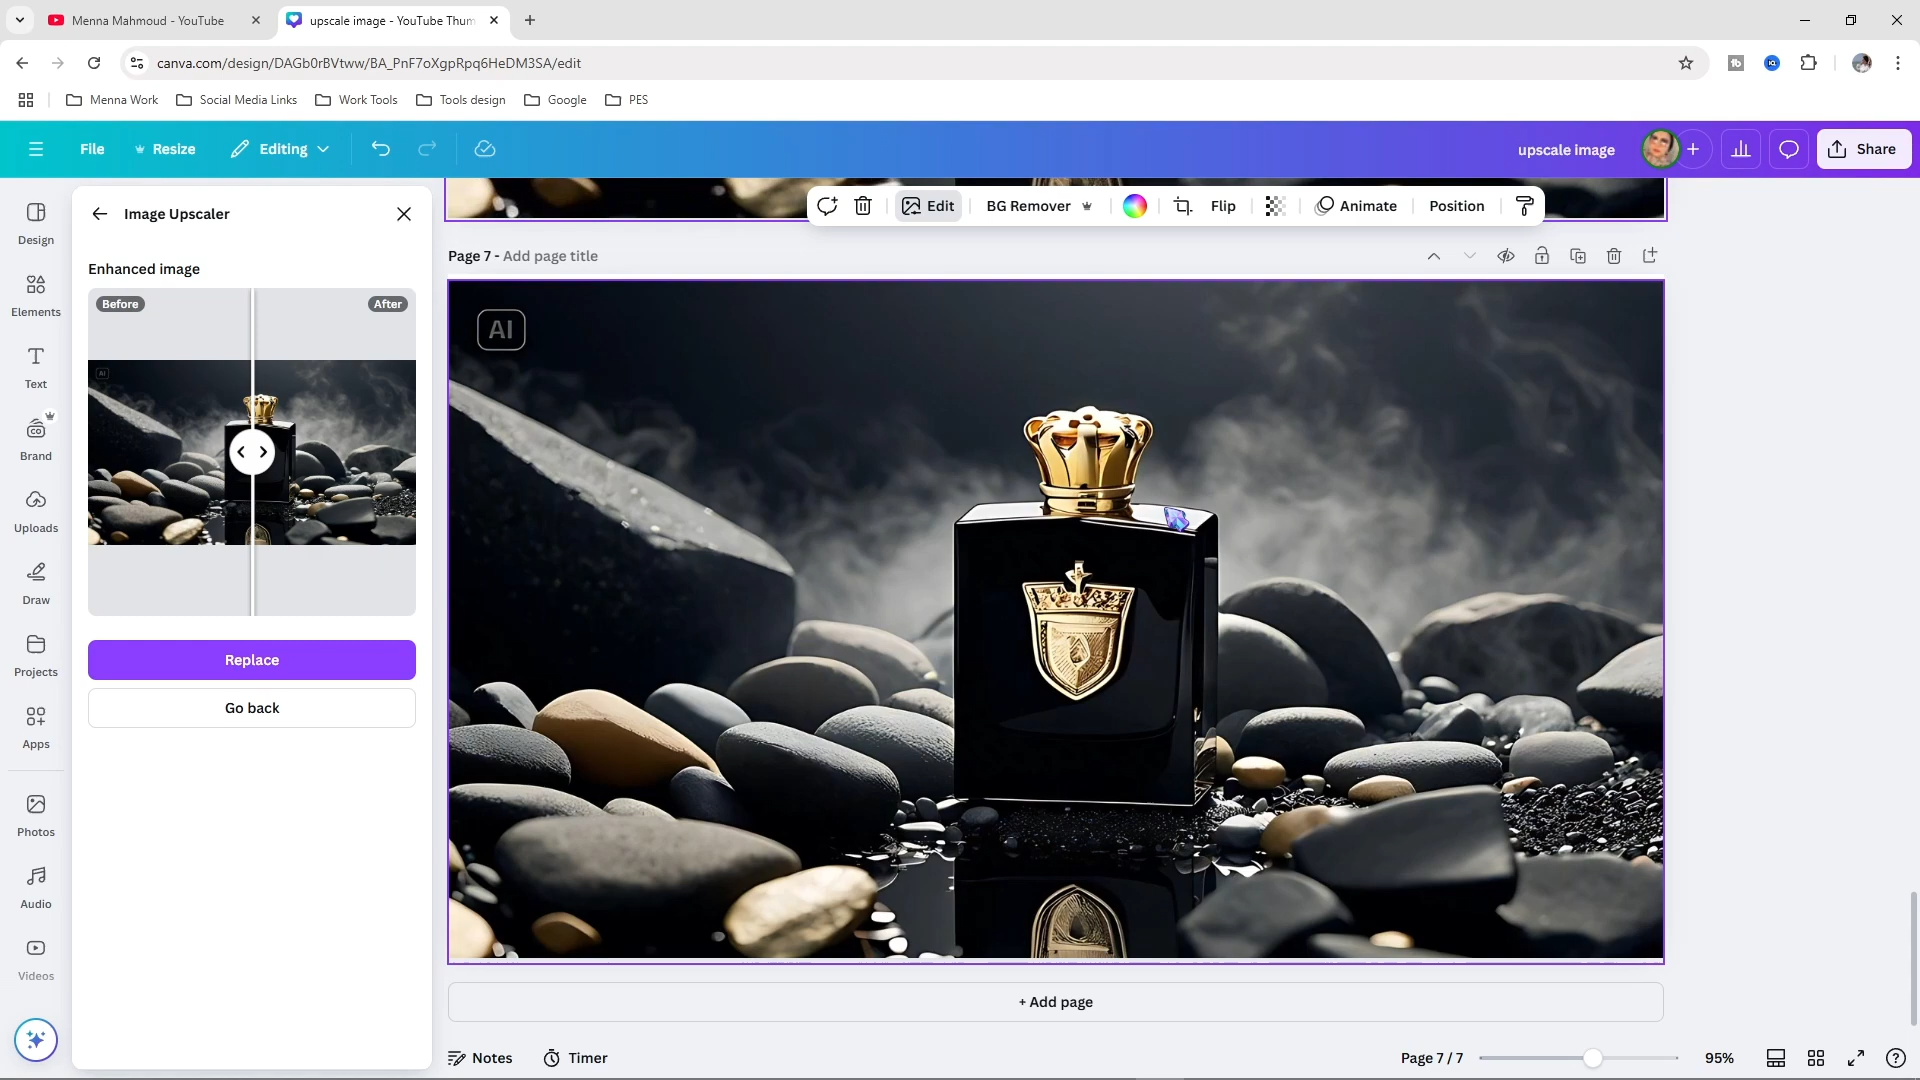 Menna Mahmoud - YouTube
upscale image - YouTube Thum
canva.com/design/DAGb0rBVtww/BA_PnF7oXgpRpq6HeDM3SA/edit
Menna Work
Social Media Links
Work Tools
Tools design
Google
PES
File
Resize
Editing
upscale image
Share
Design
Elements
Text
Brand
Uploads
Draw
Projects
Apps
Photos
Audio
Videos
Image Upscaler
Enhanced image
Before
After
AI
Replace
Go back
Edit
BG Remover
Flip
Animate
Position
Page 7 - Add page title
AI
+ Add page
Notes
Timer
Page 7 / 7
95%